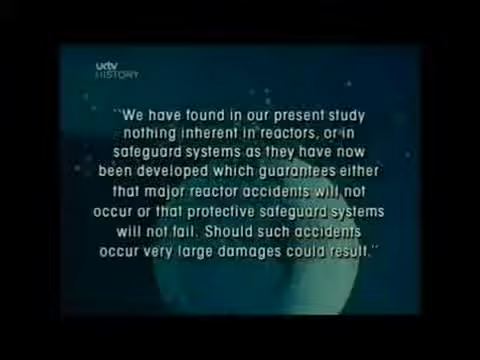 uktv
HISTORY
"We have found in our present study
nothing inherent in reactors, or in
safeguard systems as they have now
been developed which guarantees either
that major reactor accidents will not
occur or that protective safeguard systems
will not fail. Should such accidents
occur very large damages could result."